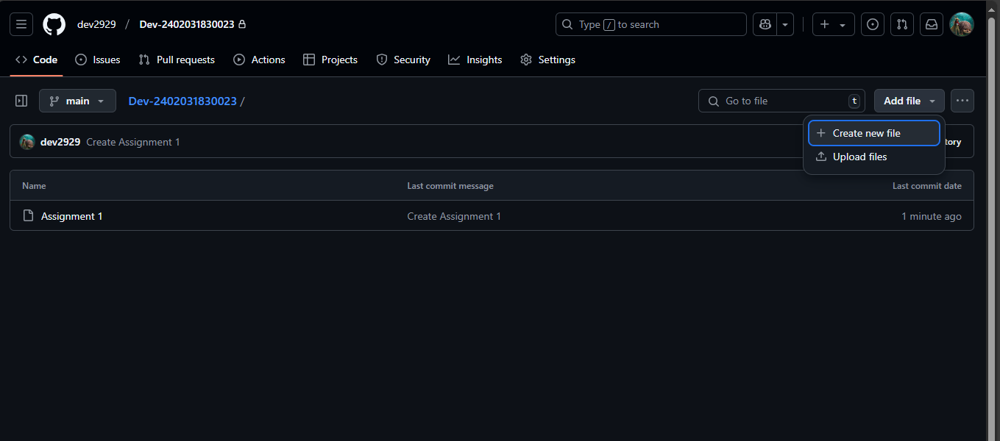 dev2929 / Dev-2402031830023
Type / to search
Code Issues Pull requests Actions Projects Security Insights Settings
main Dev-2402031830023 /
Go to file t
Add file
Create new file
Upload files
dev2929 Create Assignment 1
tory
Name Last commit message Last commit date
Assignment 1 Create Assignment 1 1 minute ago